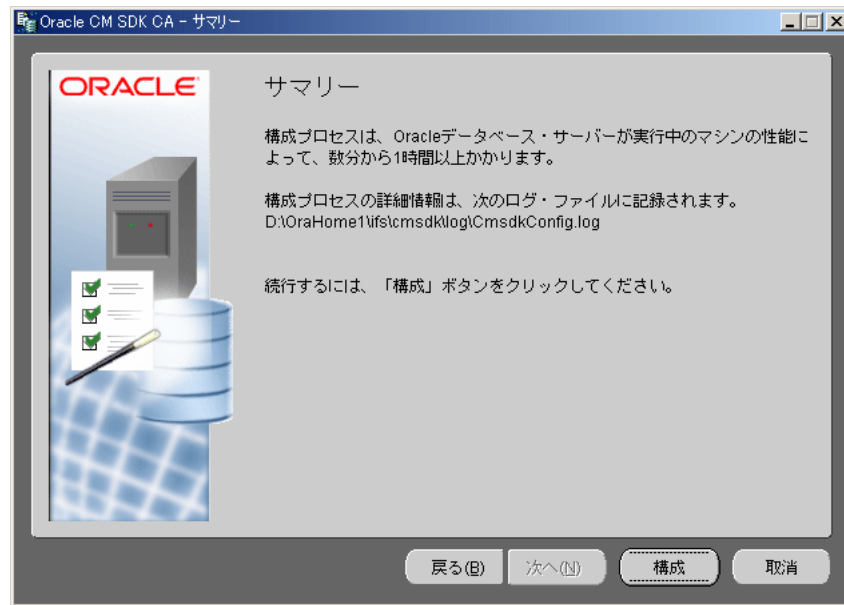 Oracle CM SDK CA - サマリー
ORACLE
サマリー
構成プロセスは、Oracleデータベース・サーバーが実行中のマシンの性能に
よって、数分から1時間以上かかります。
構成プロセスの詳細情報は、次のログ・ファイルに記録されます。
D:\OraHome1\ifs\cmsdk\log\CmsdkConfig.log
続行するには、「構成」ボタンをクリックしてください。
戻る(B) 次へ(N) 構成 取消